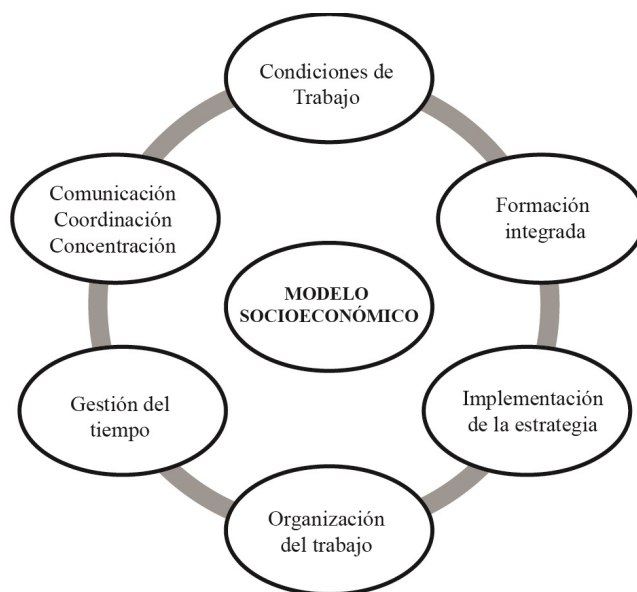 Condiciones de
Trabajo
Formación
integrada
Implementación
de la estrategia
Organización
del trabajo
Gestión del
tiempo
Comunicación
Coordinación
Concentración
MODELO
SOCIOECONÓMICO